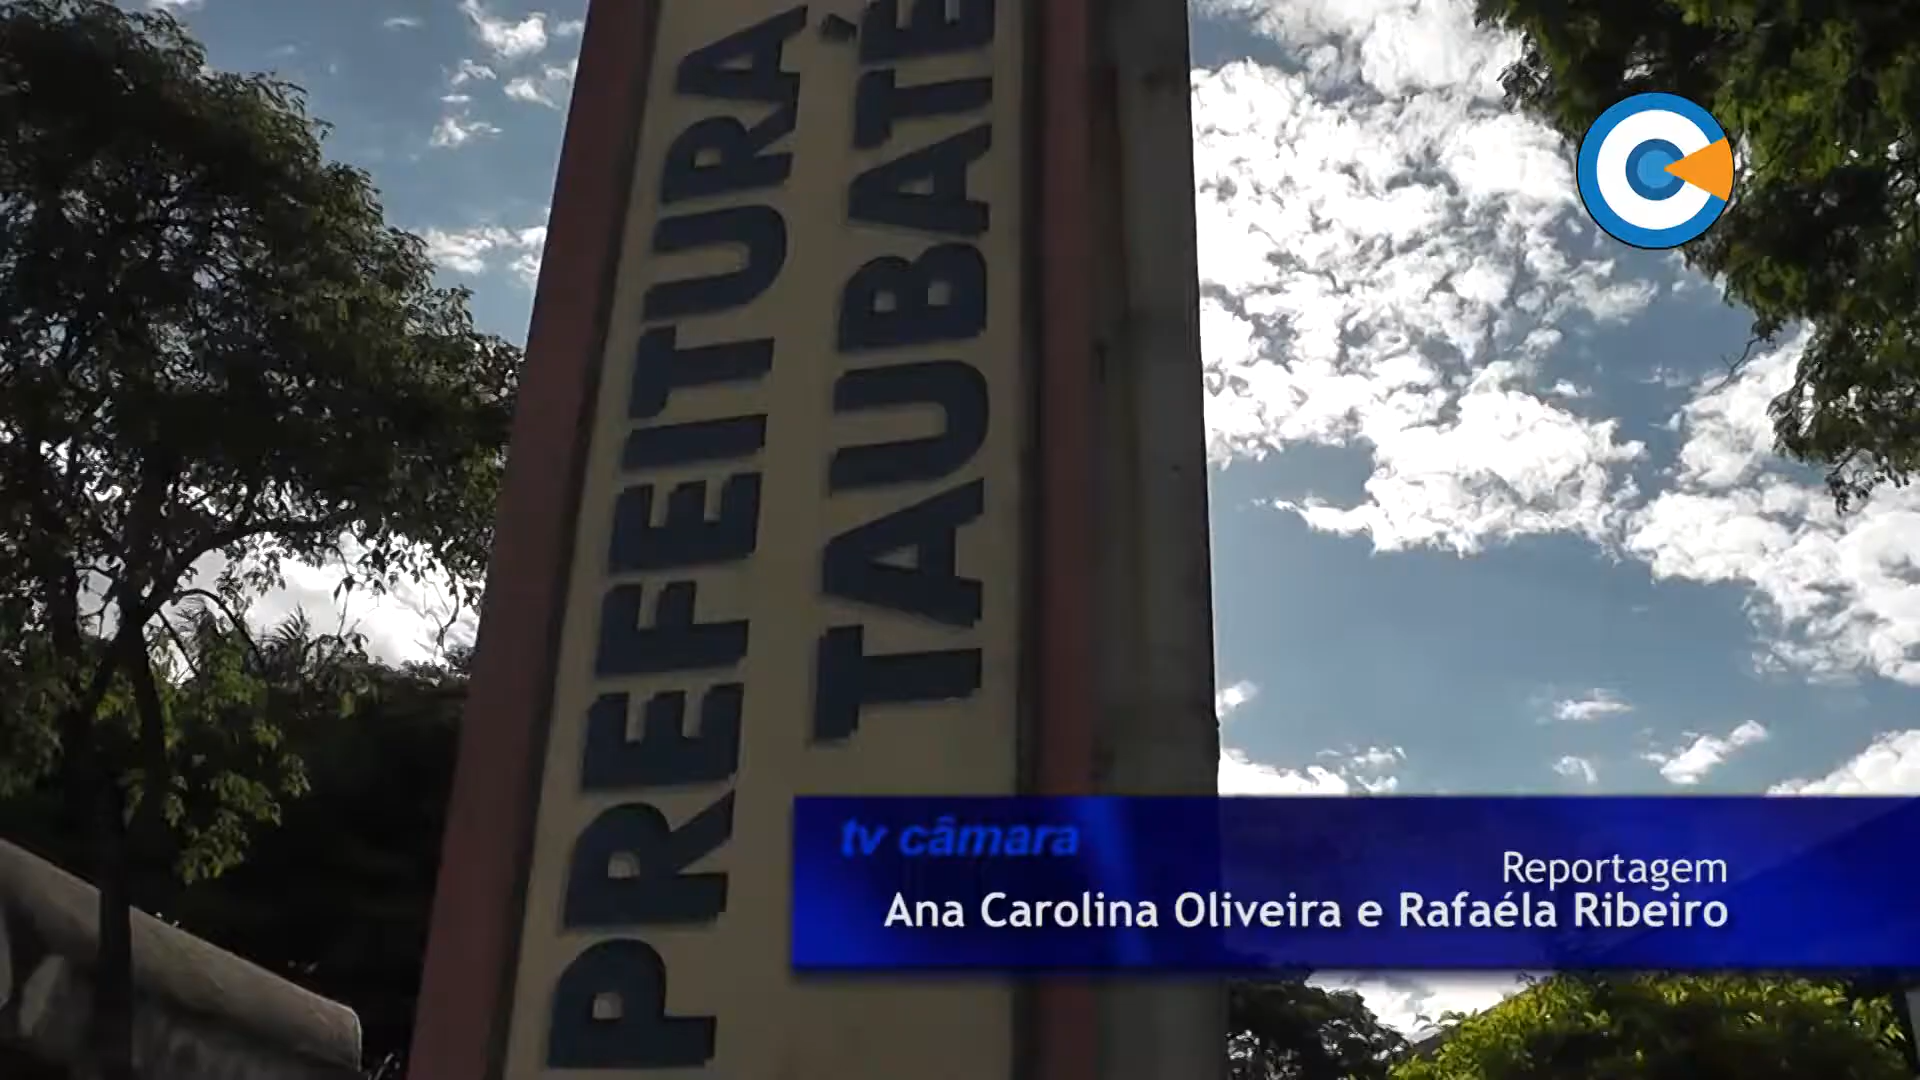 PREFEITURA
TAUBATÉ
tv câmara
Reportagem
Ana Carolina Oliveira e Rafaéla Ribeiro